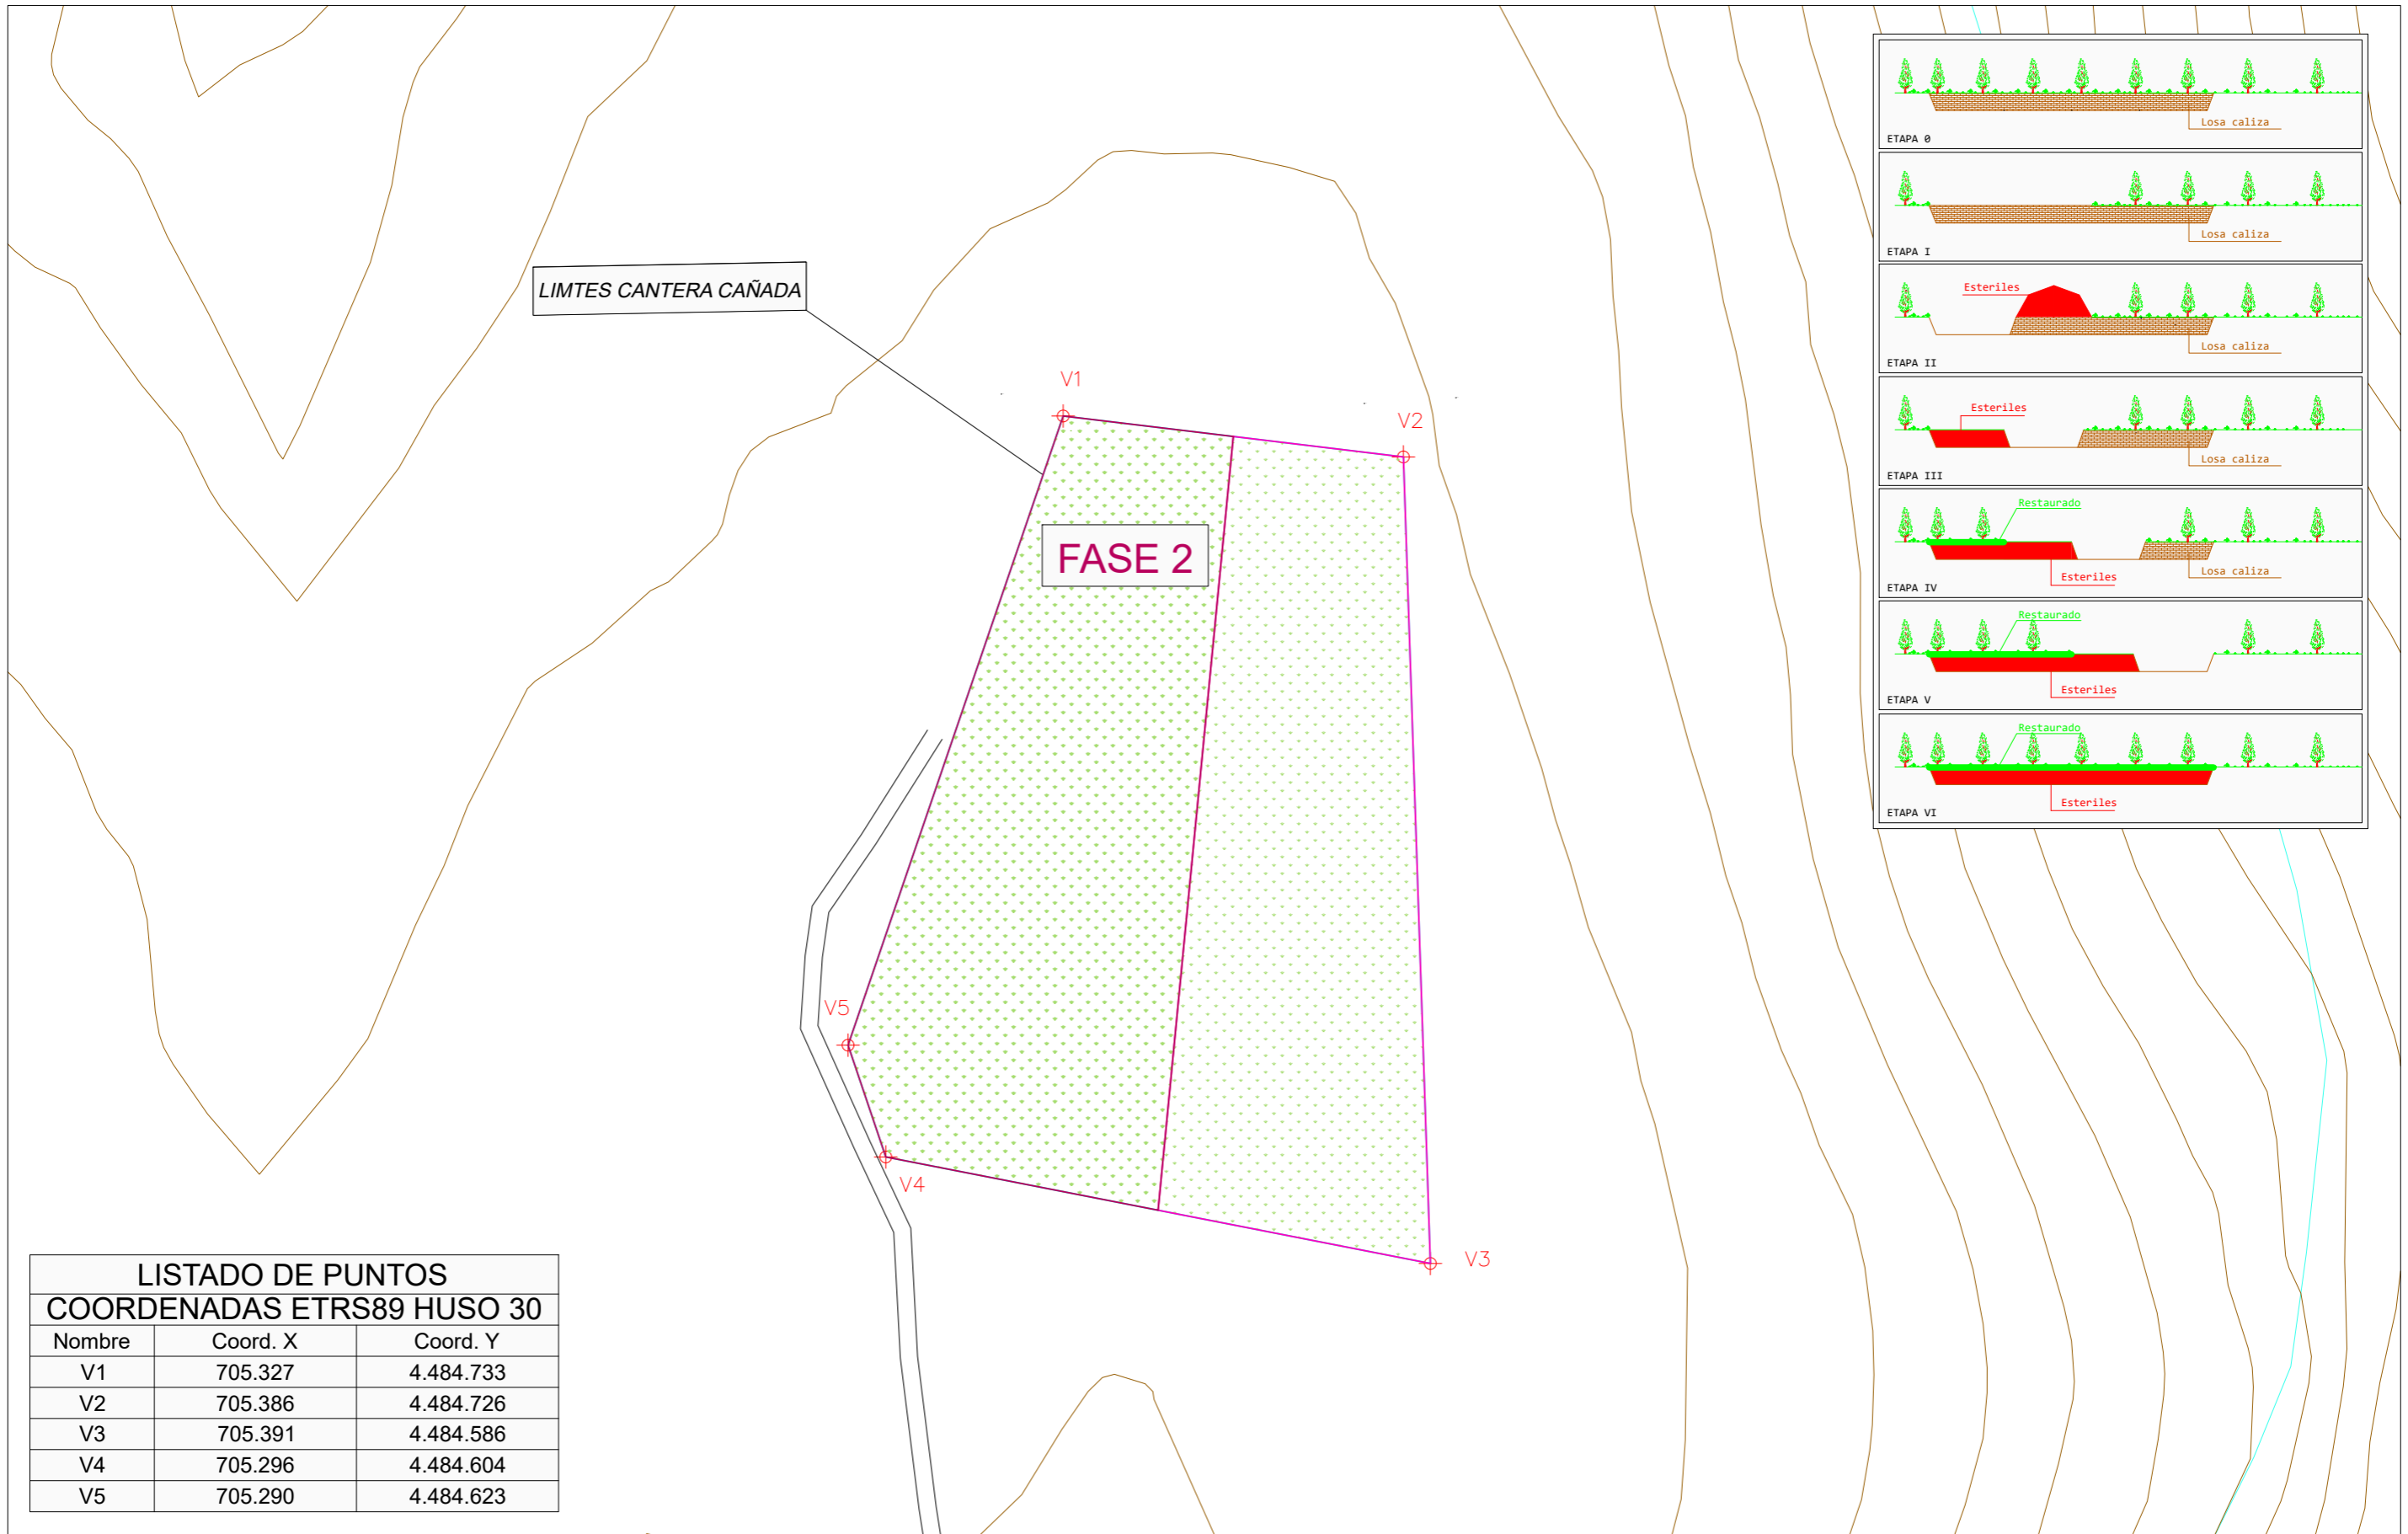 LIMTES CANTERA CAÑADA
V1
V2
FASE 2
V5
V4
V3
Losa caliza
ETAPA 0
Losa caliza
ETAPA I
Esteriles
Losa caliza
ETAPA II
Esteriles
Losa caliza
ETAPA III
Restaurado
Esteriles
Losa caliza
ETAPA IV
Restaurado
Esteriles
ETAPA V
Restaurado
Esteriles
ETAPA VI
LISTADO DE PUNTOS
COORDENADAS ETRS89 HUSO 30
Nombre Coord. X Coord. Y
V1 705.327 4.484.733
V2 705.386 4.484.726
V3 705.391 4.484.586
V4 705.296 4.484.604
V5 705.290 4.484.623